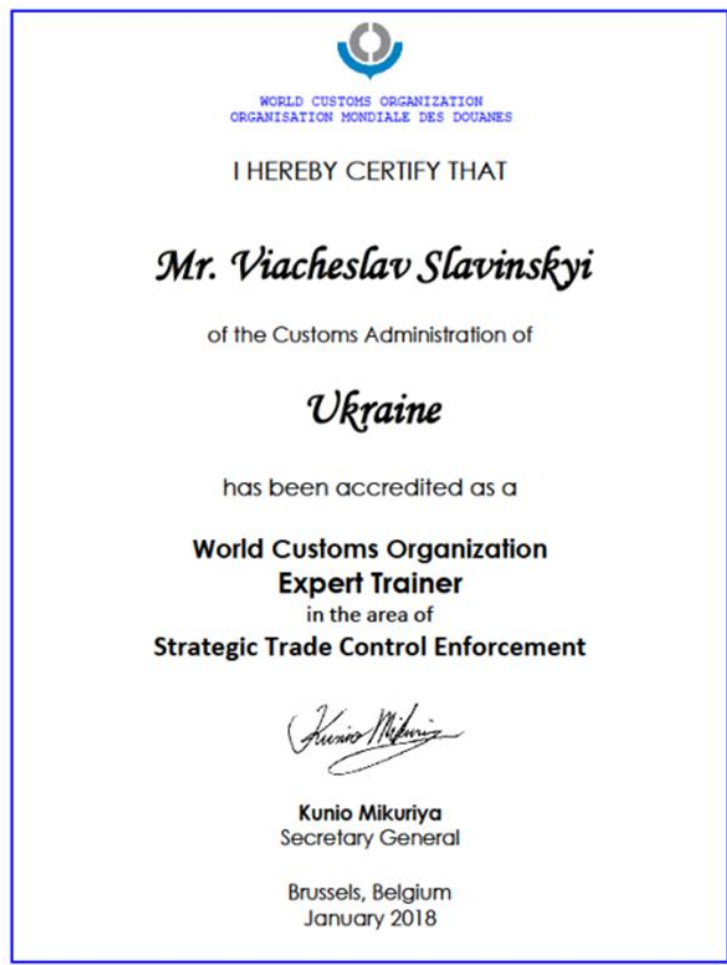 WORLD CUSTOMS ORGANIZATION
ORGANISATION MONDIALE DES DOUANES
I HEREBY CERTIFY THAT
Mr. Viacheslav Slavinskyi
of the Customs Administration of
Ukraine
has been accredited as a
World Customs Organization
Expert Trainer
in the area of
Strategic Trade Control Enforcement
Kunio Mikuriya
Kunio Mikuriya
Secretary General
Brussels, Belgium
January 2018